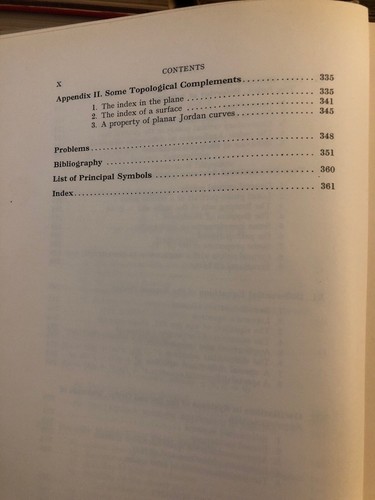 X CONTENTS
Appendix II. Some Topological Complements................ 335
1. The index in the plane ................................ 335
2. The index of a surface ................................ 341
3. A property of planar Jordan curves .................... 345
Problems................................................ 348
Bibliography ............................................ 351
List of Principal Symbols ................................ 360
Index.................................................... 361